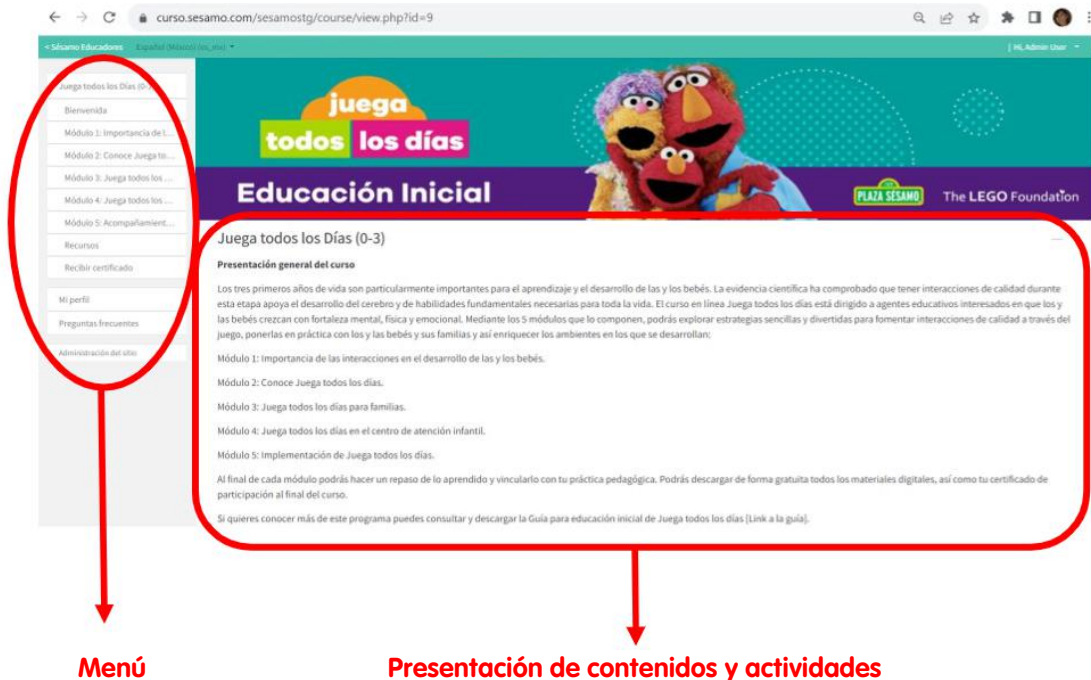 curso.sesamo.com/sesamostg/course/view.php?id=9
< Sésamo Educadores Español (México) (es_mx)
| Hi, Admin User
Juega todos los Días (0-3)
Bienvenida
Módulo 1: Importancia de l...
Módulo 2: Conoce Juega to...
Módulo 3: Juega todos los ...
Módulo 4: Juega todos los ...
Módulo 5: Acompañamient...
Recursos
Recibir certificado
Mi perfil
Preguntas frecuentes
Administración del sitio
juega
todos los días
Educación Inicial
PLAZA SÉSAMO
The LEGO Foundation
Juega todos los Días (0-3)
Presentación general del curso
Los tres primeros años de vida son particularmente importantes para el aprendizaje y el desarrollo de las y los bebés. La evidencia científica ha comprobado que tener interacciones de calidad durante
esta etapa apoya el desarrollo del cerebro y de habilidades fundamentales necesarias para toda la vida. El curso en línea Juega todos los días está dirigido a agentes educativos interesados en que los y
las bebés crezcan con fortaleza mental, física y emocional. Mediante los 5 módulos que lo componen, podrás explorar estrategias sencillas y divertidas para fomentar interacciones de calidad a través del
juego, ponerlas en práctica con los y las bebés y sus familias y así enriquecer los ambientes en los que se desarrollan:
Módulo 1: Importancia de las interacciones en el desarrollo de las y los bebés.
Módulo 2: Conoce Juega todos los días.
Módulo 3: Juega todos los días para familias.
Módulo 4: Juega todos los días en el centro de atención infantil.
Módulo 5: Implementación de Juega todos los días.
Al final de cada módulo podrás hacer un repaso de lo aprendido y vincularlo con tu práctica pedagógica. Podrás descargar de forma gratuita todos los materiales digitales, así como tu certificado de
participación al final del curso.
Si quieres conocer más de este programa puedes consultar y descargar la Guía para educación inicial de Juega todos los días [Link a la guía].
Menú
Presentación de contenidos y actividades